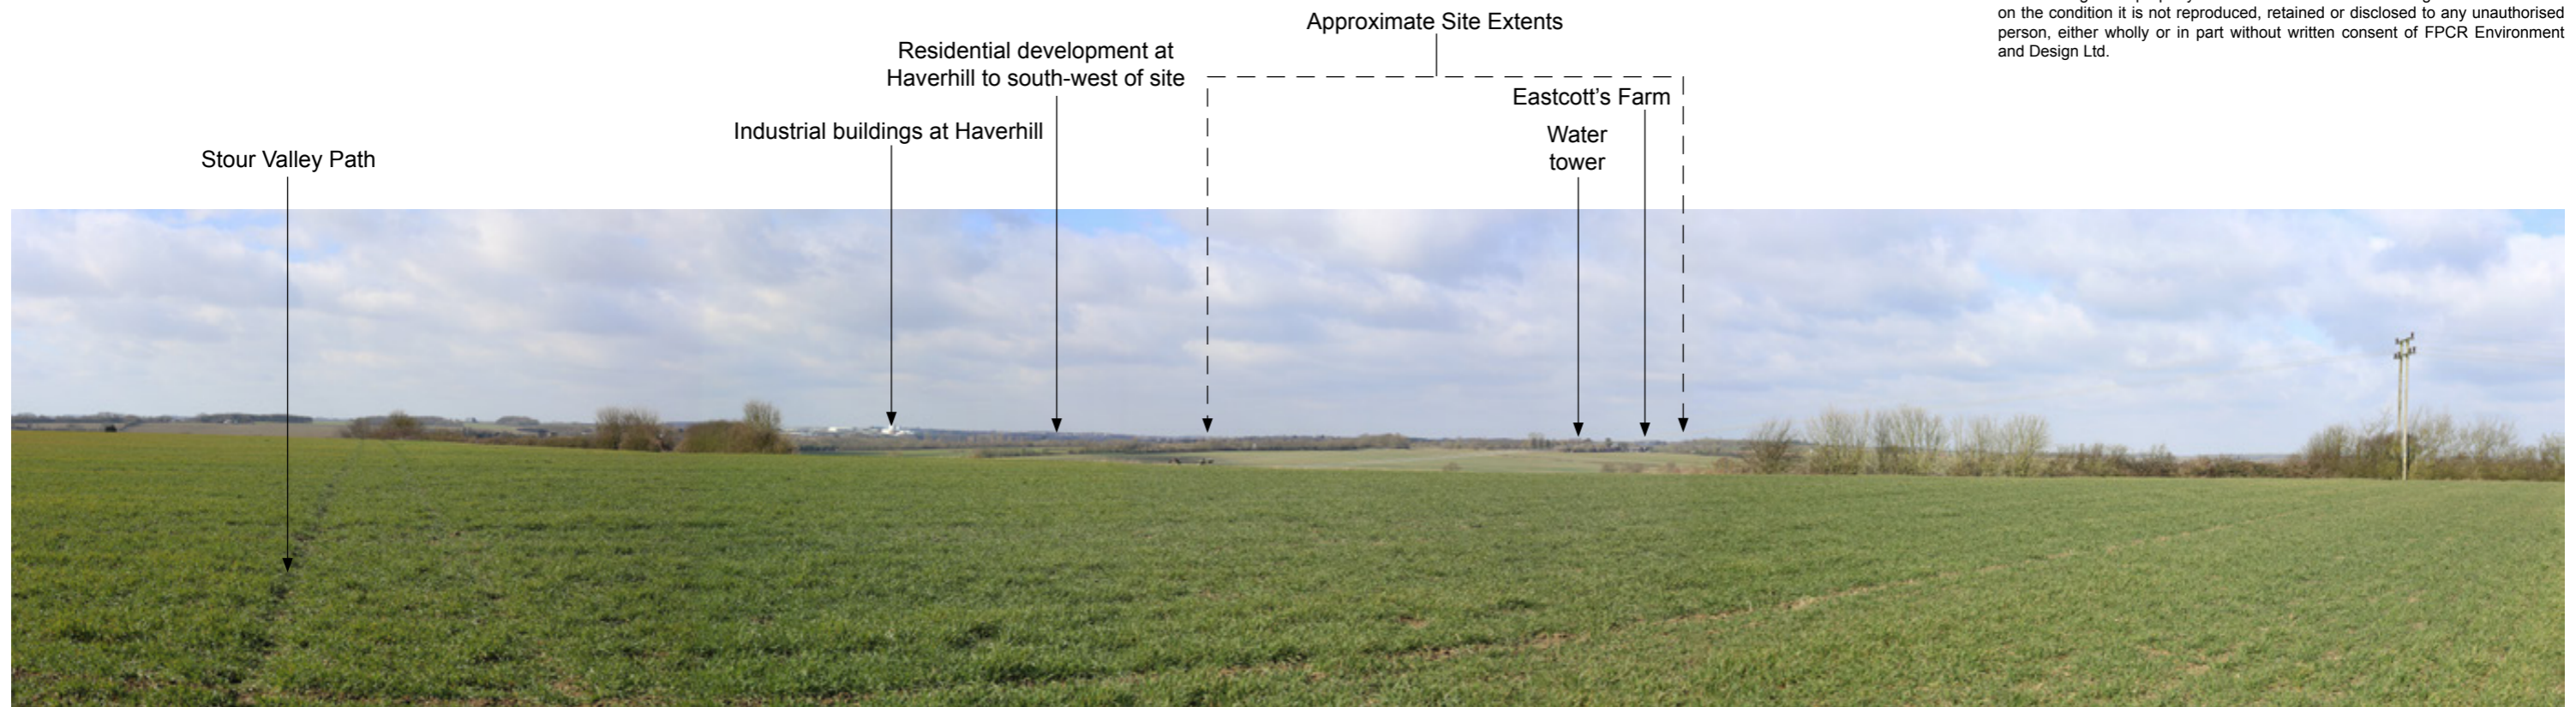 on the condition it is not reproduced, retained or disclosed to any unauthorised
person, either wholly or in part without written consent of FPCR Environment
and Design Ltd.
Approximate Site Extents
Residential development at
Haverhill to south-west of site
Eastcott's Farm
Industrial buildings at Haverhill
Water
tower
Stour Valley Path